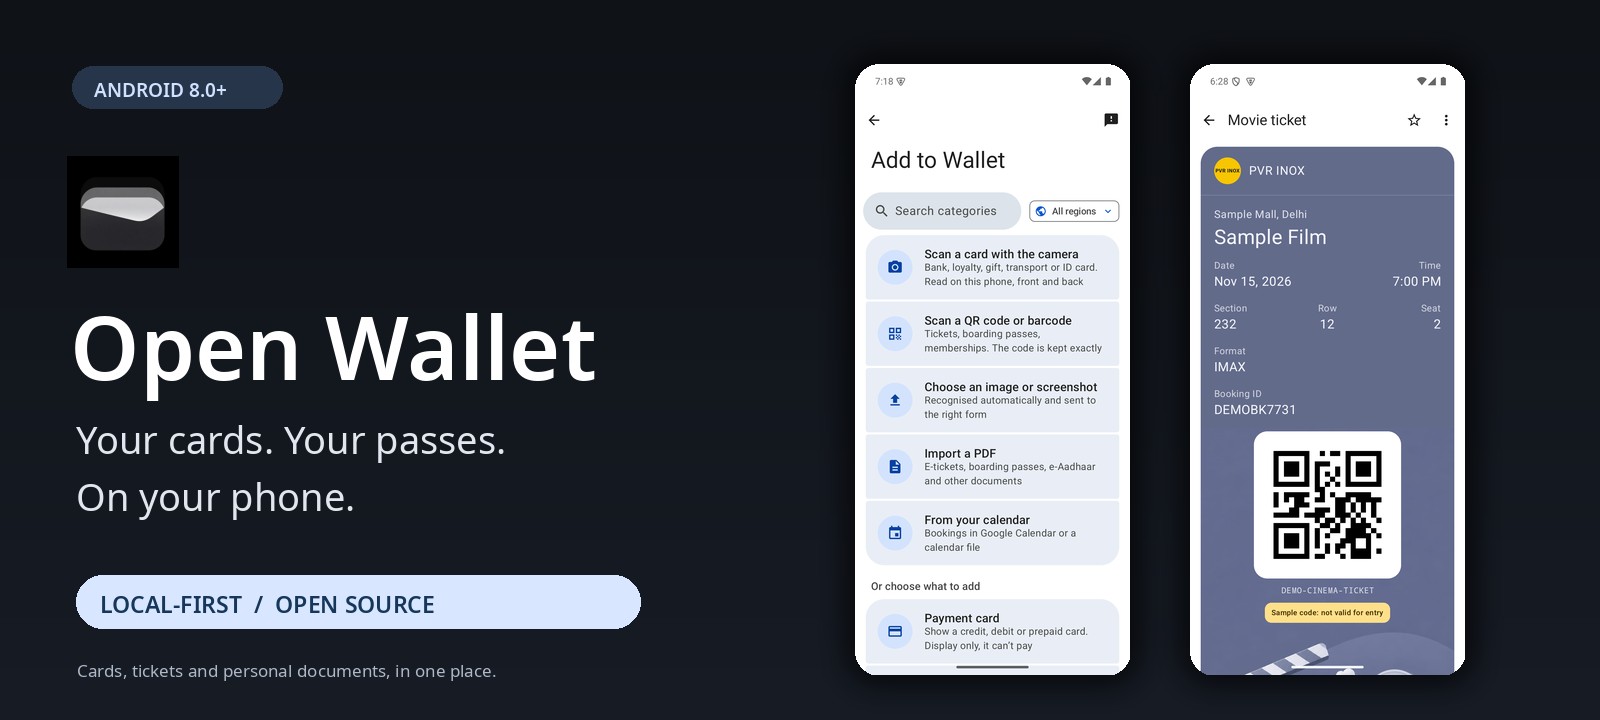 ANDROID 8.0+
Open Wallet
Your cards. Your passes.
On your phone.
LOCAL-FIRST / OPEN SOURCE
Cards, tickets and personal documents, in one place.
7:18
Add to Wallet
Search categories
All regions
Scan a card with the camera
Bank, loyalty, gift, transport or ID card.
Read on this phone, front and back
Scan a QR code or barcode
Tickets, boarding passes,
memberships. The code is kept exactly
Choose an image or screenshot
Recognised automatically and sent to
the right form
Import a PDF
E-tickets, boarding passes, e-Aadhaar
and other documents
From your calendar
Bookings in Google Calendar or a
calendar file
Or choose what to add
Payment card
Show a credit, debit or prepaid card.
Display only, it can't pay
6:28
Movie ticket
PVR INOX
PVR INOX
Sample Mall, Delhi
Sample Film
Date Time
Nov 15, 2026 7:00 PM
Section Row Seat
232 12 2
Format
IMAX
Booking ID
DEMOBK7731
DEMO-CINEMA-TICKET
Sample code: not valid for entry